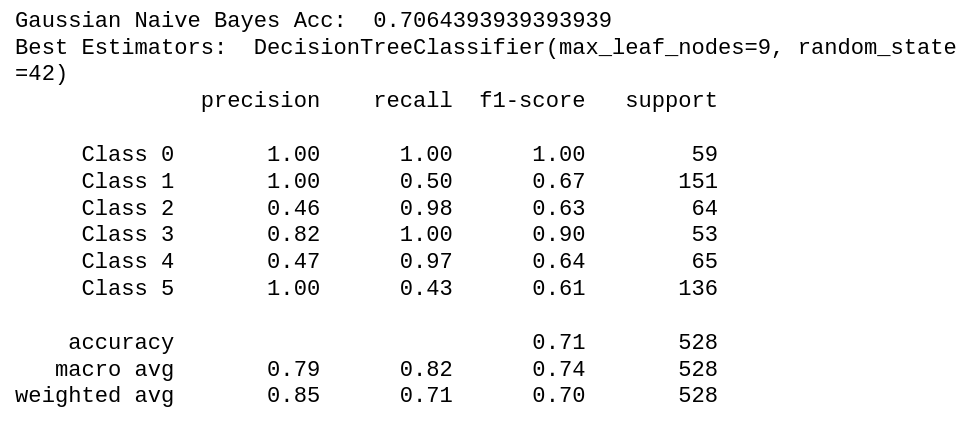 Gaussian Naive Bayes Acc:  0.7064393939393939
Best Estimators:  DecisionTreeClassifier(max_leaf_nodes=9, random_state
=42)
              precision    recall  f1-score   support

     Class 0       1.00      1.00      1.00        59
     Class 1       1.00      0.50      0.67       151
     Class 2       0.46      0.98      0.63        64
     Class 3       0.82      1.00      0.90        53
     Class 4       0.47      0.97      0.64        65
     Class 5       1.00      0.43      0.61       136

    accuracy                           0.71       528
   macro avg       0.79      0.82      0.74       528
weighted avg       0.85      0.71      0.70       528